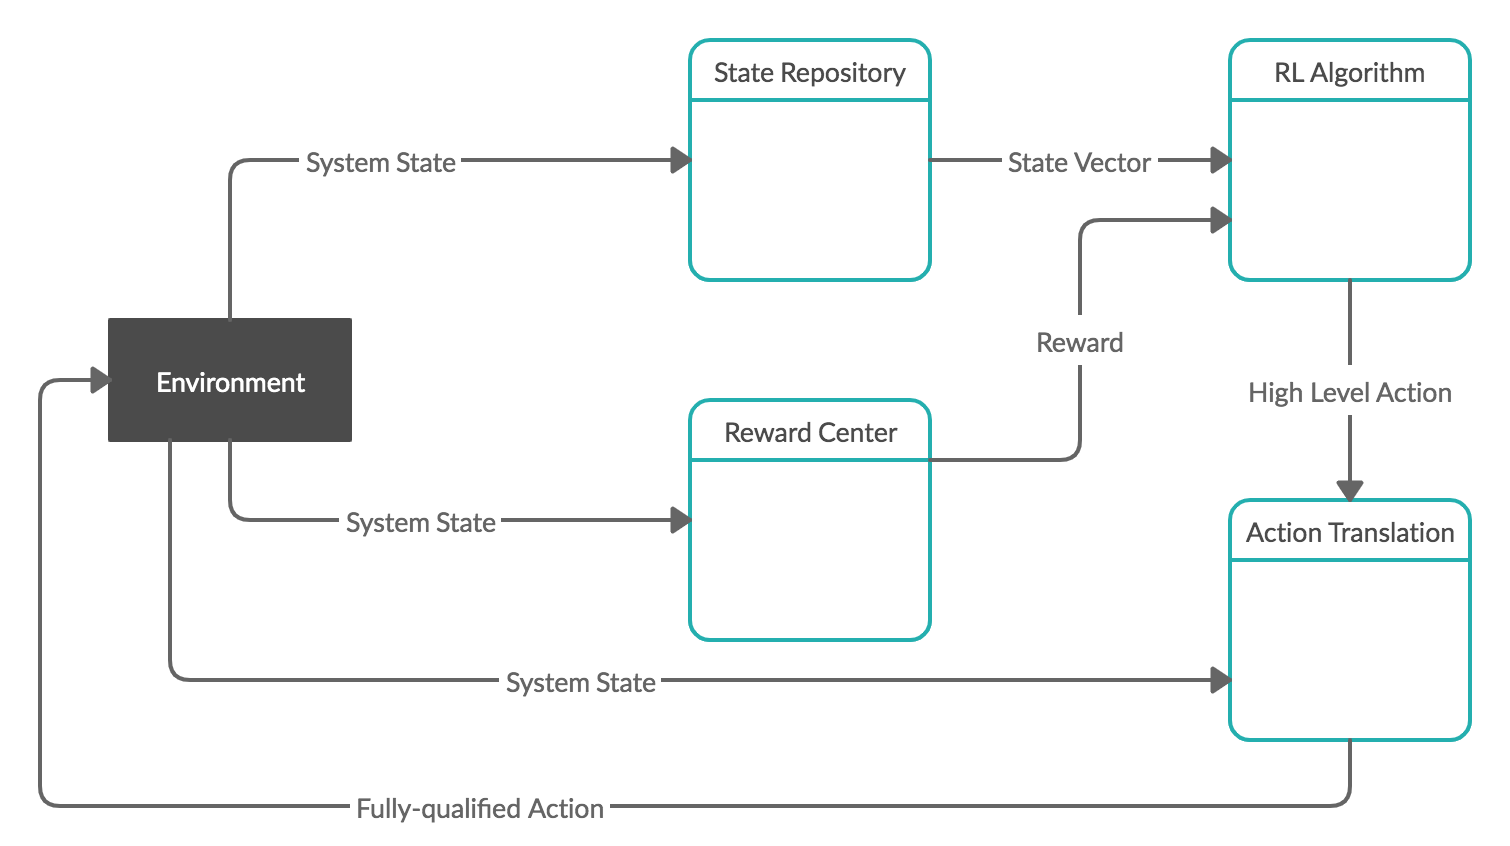 State Repository
RL Algorithm
System State
State Vector
Reward
Environment
High Level Action
Reward Center
System State
Action Translation
System State
Fully-qualified Action